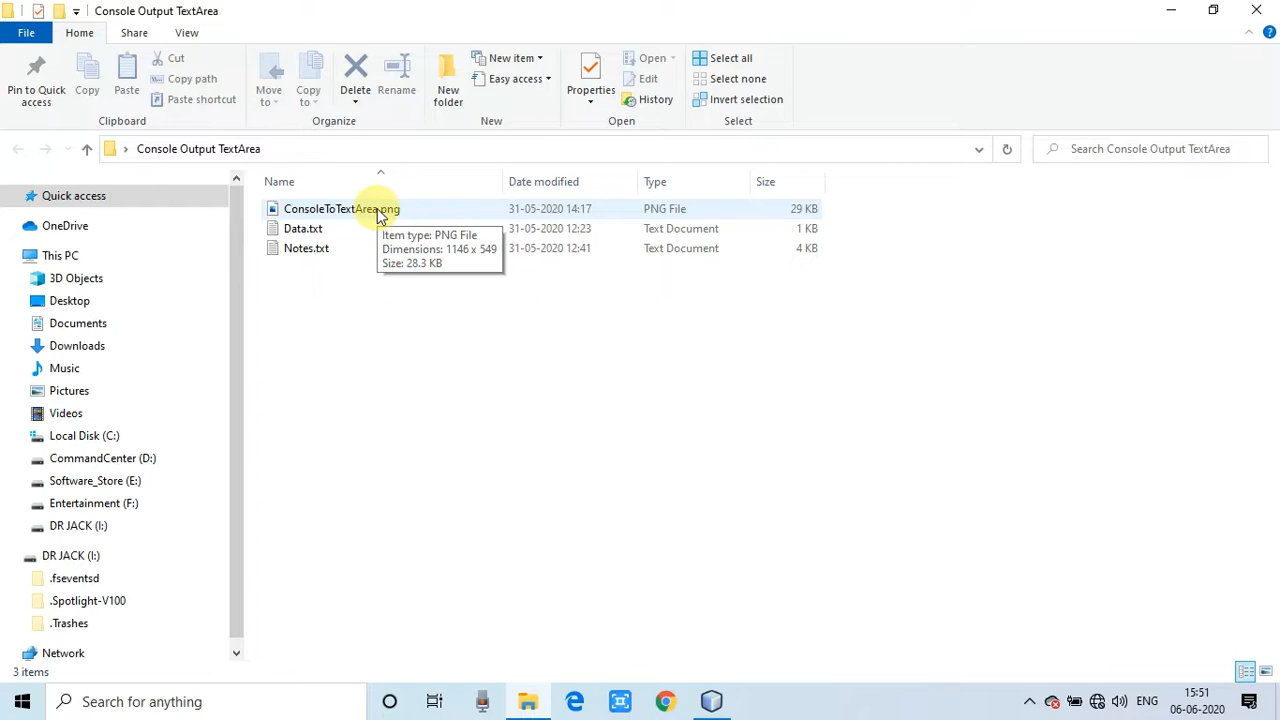 Console Output TextArea
File Home Share View
Pin to Quick access
Copy
Paste
Cut
Copy path
Paste shortcut
Move to
Copy to
Delete
Rename
New folder
New item
Easy access
Properties
Open
Edit
History
Select all
Select none
Invert selection
Clipboard Organize New Open Select
Console Output TextArea
Search Console Output TextArea
Name Date modified Type Size
ConsoleToTextArea.png 31-05-2020 14:17 PNG File 29 KB
Data.txt 31-05-2020 12:23 Text Document 1 KB
Notes.txt 31-05-2020 12:41 Text Document 4 KB
Item type: PNG File
Dimensions: 1146 x 549
Size: 28.3 KB
Quick access
OneDrive
This PC
3D Objects
Desktop
Documents
Downloads
Music
Pictures
Videos
Local Disk (C:)
CommandCenter (D:)
Software_Store (E:)
Entertainment (F:)
DR JACK (I:)
DR JACK (I:)
.fseventsd
.Spotlight-V100
.Trashes
Network
3 items
Search for anything
ENG
15:51
06-06-2020